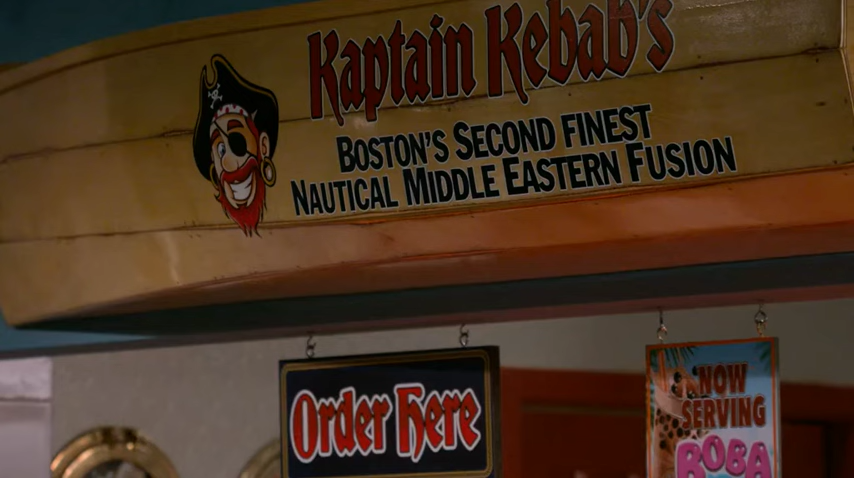 Kaptain Kebab's
BOSTON'S SECOND FINEST
NAUTICAL MIDDLE EASTERN FUSION
Order here
NOW
SERVING
BOBA